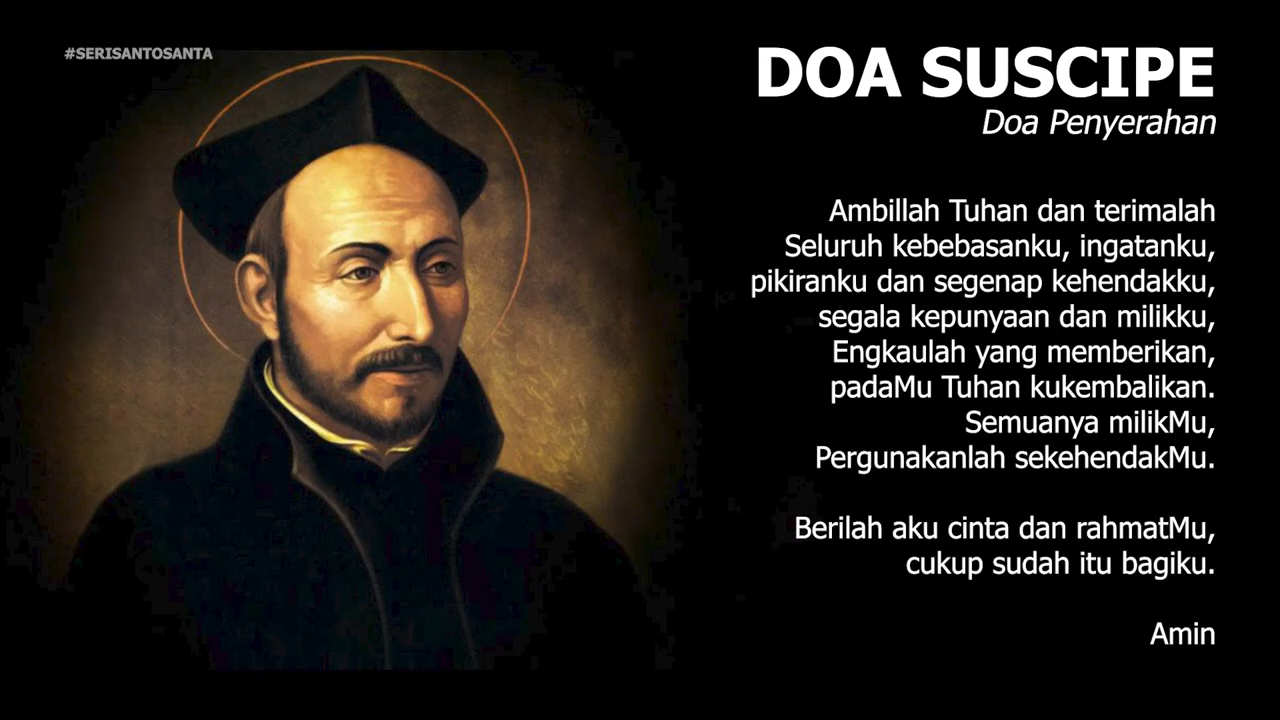 #SERISANTOSANTA
DOA SUSCIPE
Doa Penyerahan
Ambillah Tuhan dan terimalah
Seluruh kebebasanku, ingatanku,
pikiranku dan segenap kehendakku,
segala kepunyaan dan milikku,
Engkaulah yang memberikan,
padaMu Tuhan kukembalikan.
Semuanya milikMu,
Pergunakanlah sekehendakMu.
Berilah aku cinta dan rahmatMu,
cukup sudah itu bagiku.
Amin